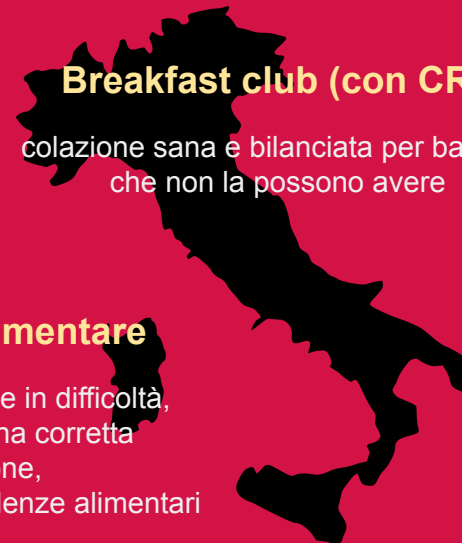 Breakfast club (con CR
colazione sana e bilanciata per ba
che non la possono avere
mentare
e in difficoltà,
na corretta
one,
lenze alimentari